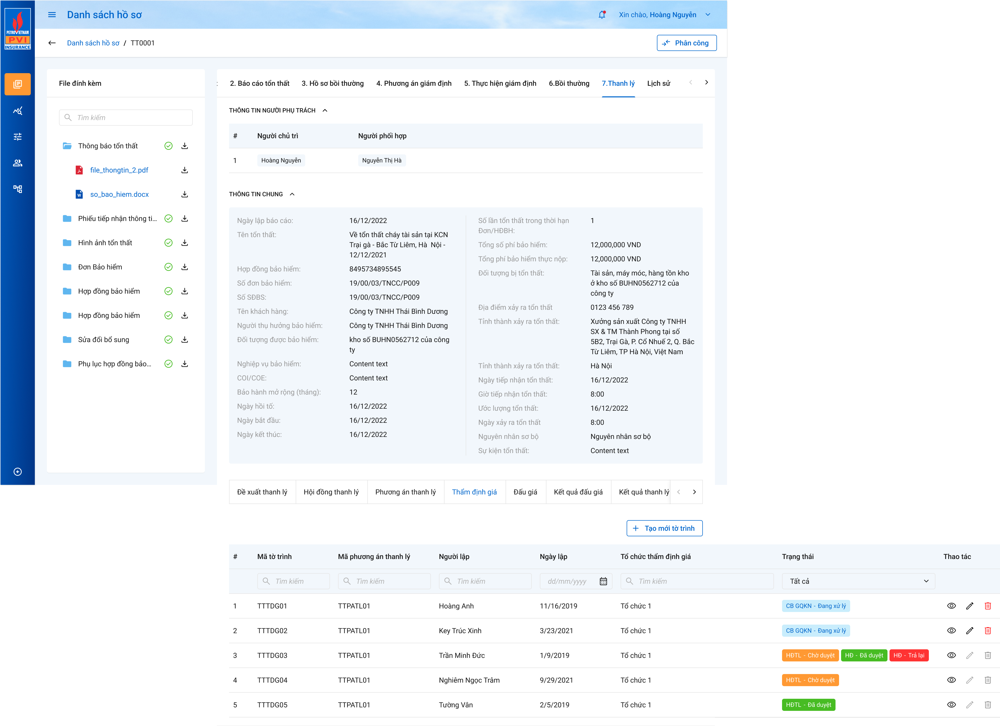 PETROVIETNAM
PVI
INSURANCE
Danh sách hồ sơ
Xin chào, Hoàng Nguyễn
Danh sách hồ sơ / TT0001
Phân công
File đính kèm
Tìm kiếm
Thông báo tổn thất
file_thongtin_2.pdf
so_bao_hiem.docx
Phiếu tiếp nhận thông ti...
Hình ảnh tổn thất
Đơn Bảo hiểm
Hợp đồng bảo hiểm
Hợp đồng bảo hiểm
Sửa đổi bổ sung
Phụ lục hợp đồng bảo...
2. Báo cáo tổn thất 3. Hồ sơ bồi thường 4. Phương án giám định 5. Thực hiện giám định 6.Bồi thường 7.Thanh lý Lịch sử
THÔNG TIN NGƯỜI PHỤ TRÁCH
# Người chủ trì Người phối hợp
1 Hoàng Nguyễn Nguyễn Thị Hà
THÔNG TIN CHUNG
Ngày lập báo cáo: 16/12/2022
Tên tổn thất: Về tổn thất cháy tài sản tại KCN
Trại gà - Bắc Từ Liêm, Hà Nội -
12/12/2021
Hợp đồng bảo hiểm: 8495734895545
Số đơn bảo hiểm: 19/00/03/TNCC/P009
Số SĐBS: 19/00/03/TNCC/P009
Tên khách hàng: Công ty TNHH Thái Bình Dương
Người thụ hưởng bảo hiểm: Công ty TNHH Thái Bình Dương
Đối tượng được bảo hiểm: kho số BUHN0562712 của công
ty
Nghiệp vụ bảo hiểm: Content text
COI/COE: Content text
Bảo hành mở rộng (tháng): 12
Ngày hồi tố: 16/12/2022
Ngày bắt đầu: 16/12/2022
Ngày kết thúc: 16/12/2022
Số lần tổn thất trong thời hạn 1
Đơn/HĐBH:
Tổng số phí bảo hiểm: 12,000,000 VND
Tổng phí bảo hiểm thực nộp: 12,000,000 VND
Đối tượng bị tổn thất: Tài sản, máy móc, hàng tồn kho
ở kho số BUHN0562712 của
công ty
Địa điểm xảy ra tổn thất 0123 456 789
Tỉnh thành xảy ra tổn thất: Xưởng sản xuất Công ty TNHH
SX & TM Thành Phong tại số
5B2, Trại Gà, P. Cổ Nhuế 2, Q. Bắc
Từ Liêm, TP Hà Nội, Việt Nam
Tỉnh thành xảy ra tổn thất: Hà Nội
Ngày tiếp nhận tổn thất: 16/12/2022
Giờ tiếp nhận tổn thất: 8:00
Ước lượng tổn thất: 16/12/2022
Ngày xảy ra tổn thất 8:00
Nguyên nhân sơ bộ Nguyên nhân sơ bộ
Sự kiện tổn thất: Content text
Đề xuất thanh lý Hội đồng thanh lý Phương án thanh lý Thẩm định giá Đấu giá Kết quả đấu giá Kết quả thanh lý
Tạo mới tờ trình
# Mã tờ trình Mã phương án thanh lý Người lập Ngày lập Tổ chức thẩm định giá Trạng thái Thao tác
Tìm kiếm Tìm kiếm Tìm kiếm dd/mm/yyyy Tìm kiếm Tất cả
1 TTTDG01 TTPATL01 Hoàng Anh 11/16/2019 Tổ chức 1 CB GQKN - Đang xử lý
2 TTTDG02 TTPATL01 Key Trúc Xinh 3/23/2021 Tổ chức 1 CB GQKN - Đang xử lý
3 TTTDG03 TTPATL01 Trần Minh Đức 1/9/2019 Tổ chức 1 HĐTL - Chờ duyệt HĐ - Đã duyệt HĐ - Trả lại
4 TTTDG04 TTPATL01 Nghiêm Ngọc Trâm 9/29/2021 Tổ chức 1 HĐTL - Chờ duyệt
5 TTTDG05 TTPATL01 Tường Vân 2/5/2019 Tổ chức 1 HĐTL - Đã duyệt